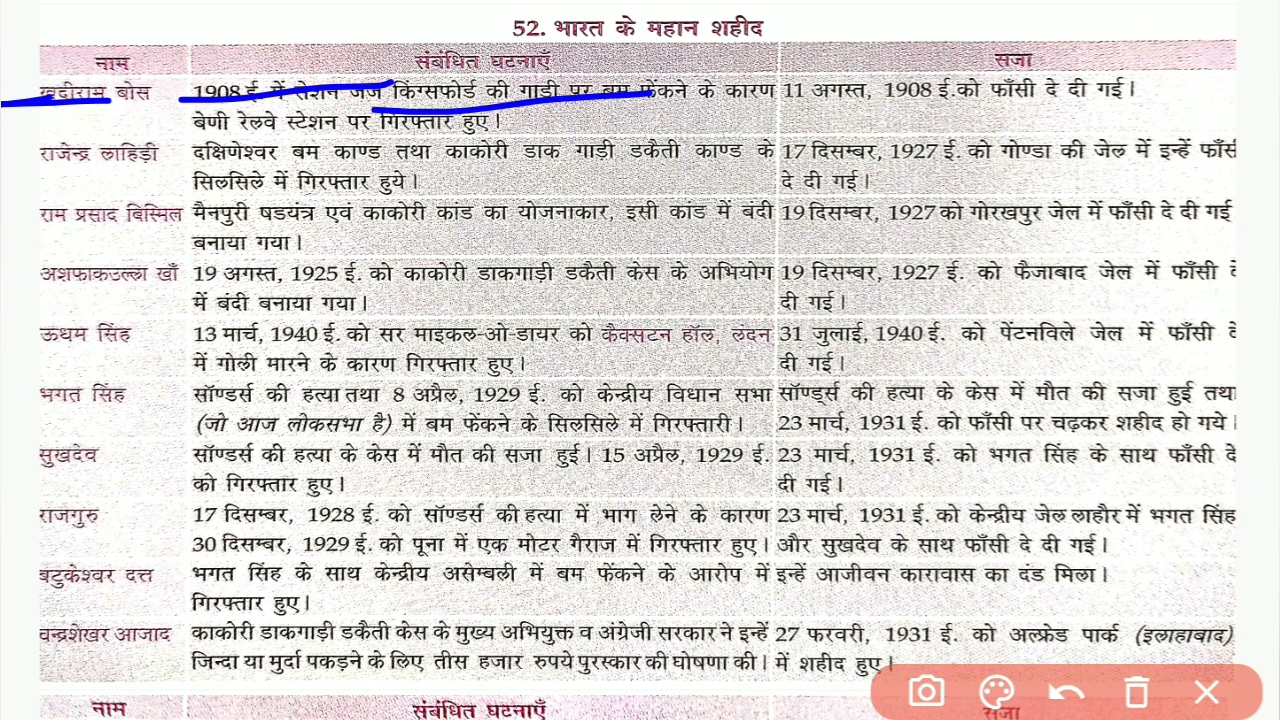 52. भारत के महान शहीद
नाम संबंधित घटनाएँ सजा
खुदीराम बोस 1908 ई. में सेशन जज किंग्सफोर्ड की गाड़ी पर बम फेंकने के कारण 11 अगस्त, 1908 ई.को फाँसी दे दी गई।
बेणी रेलवे स्टेशन पर गिरफ्तार हुए।
राजेन्द्र लाहिड़ी दक्षिणेश्वर बम काण्ड तथा काकोरी डाक गाड़ी डकैती काण्ड के 17 दिसम्बर, 1927 ई. को गोण्डा की जेल में इन्हें फाँसी
सिलसिले में गिरफ्तार हुये। दे दी गई।
राम प्रसाद बिस्मिल मैनपुरी षडयंत्र एवं काकोरी कांड का योजनाकार, इसी कांड में बंदी 19 दिसम्बर, 1927 को गोरखपुर जेल में फाँसी दे दी गई
बनाया गया।
अशफाकउल्ला खाँ 19 अगस्त, 1925 ई. को काकोरी डाकगाड़ी डकैती केस के अभियोग 19 दिसम्बर, 1927 ई. को फैजाबाद जेल में फाँसी दे
में बंदी बनाया गया। दी गई।
ऊधम सिंह 13 मार्च, 1940 ई. को सर माइकल-ओ-डायर को कैक्सटन हॉल, लंदन 31 जुलाई, 1940 ई. को पेंटनविले जेल में फाँसी दे
में गोली मारने के कारण गिरफ्तार हुए। दी गई।
भगत सिंह सॉण्डर्स की हत्या तथा 8 अप्रैल, 1929 ई. को केन्द्रीय विधान सभा सॉण्ड्र्स की हत्या के केस में मौत की सजा हुई तथा
(जो आज लोकसभा है) में बम फेंकने के सिलसिले में गिरफ्तारी। 23 मार्च, 1931 ई. को फाँसी पर चढ़कर शहीद हो गये।
सुखदेव सॉण्डर्स की हत्या के केस में मौत की सजा हुई। 15 अप्रैल, 1929 ई. 23 मार्च, 1931 ई. को भगत सिंह के साथ फाँसी दे
को गिरफ्तार हुए। दी गई।
राजगुरु 17 दिसम्बर, 1928 ई. को सॉण्डर्स की हत्या में भाग लेने के कारण 23 मार्च, 1931 ई. को केन्द्रीय जेल लाहौर में भगत सिंह
30 दिसम्बर, 1929 ई. को पूना में एक मोटर गैराज में गिरफ्तार हुए। और सुखदेव के साथ फाँसी दे दी गई।
बटुकेश्वर दत्त भगत सिंह के साथ केन्द्रीय असेम्बली में बम फेंकने के आरोप में इन्हें आजीवन कारावास का दंड मिला।
गिरफ्तार हुए।
चन्द्रशेखर आजाद काकोरी डाकगाड़ी डकैती केस के मुख्य अभियुक्त व अंग्रेजी सरकार ने इन्हें 27 फरवरी, 1931 ई. को अल्फ्रेड पार्क (इलाहाबाद)
जिन्दा या मुर्दा पकड़ने के लिए तीस हजार रुपये पुरस्कार की घोषणा की। में शहीद हुए।
नाम संबंधित घटनाएँ सजा